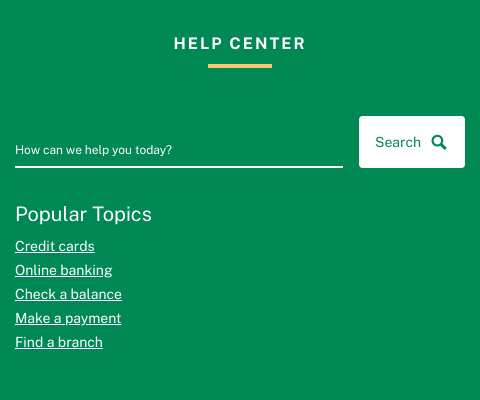 HELP CENTER
How can we help you today?
Search
Popular Topics
Credit cards
Online banking
Check a balance
Make a payment
Find a branch